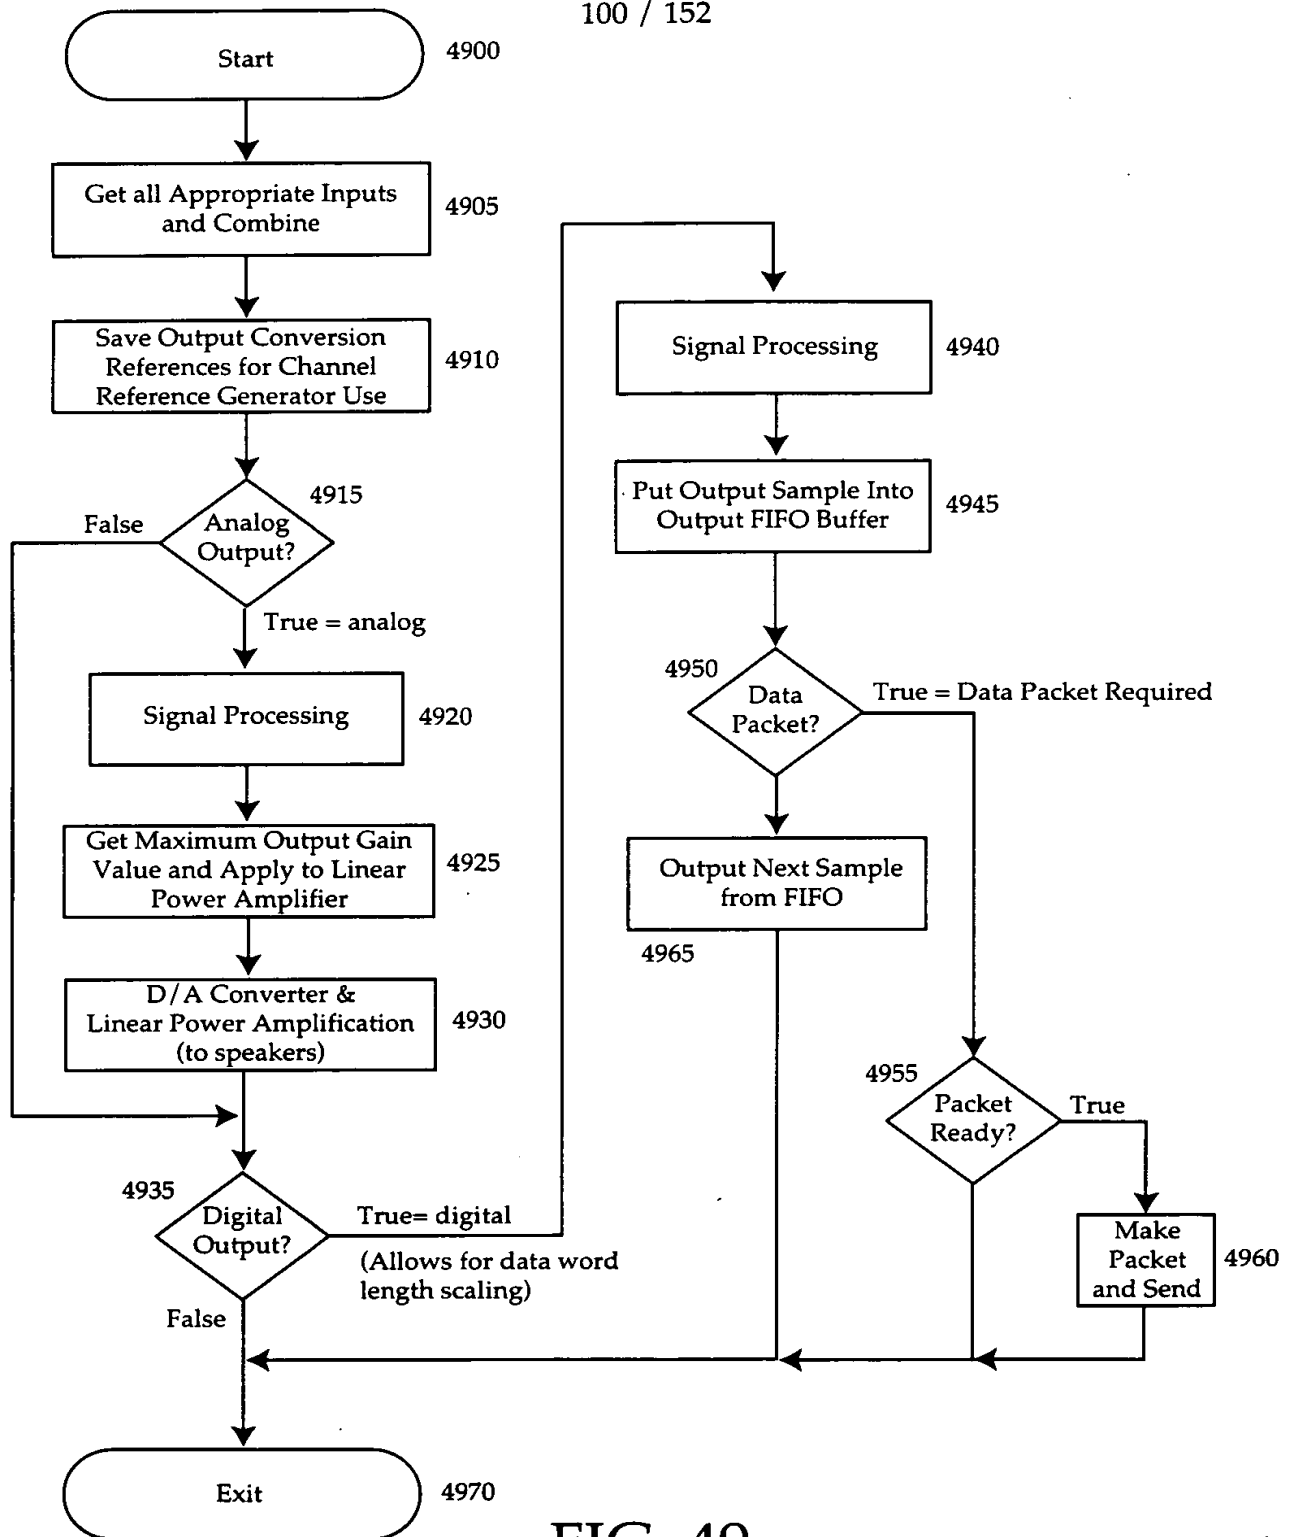 100 / 152
Start
4900
Get all Appropriate Inputs
and Combine
4905
Save Output Conversion
References for Channel
Reference Generator Use
4910
4915
Analog
Output?
False
True = analog
Signal Processing
4920
Get Maximum Output Gain
Value and Apply to Linear
Power Amplifier
4925
D/A Converter &
Linear Power Amplification
(to speakers)
4930
4935
Digital
Output?
True= digital
(Allows for data word
length scaling)
False
Signal Processing
4940
Put Output Sample Into
Output FIFO Buffer
4945
4950
Data
Packet?
True = Data Packet Required
Output Next Sample
from FIFO
4965
4955
Packet
Ready?
True
Make
Packet
and Send
4960
Exit
4970
FIG. 49